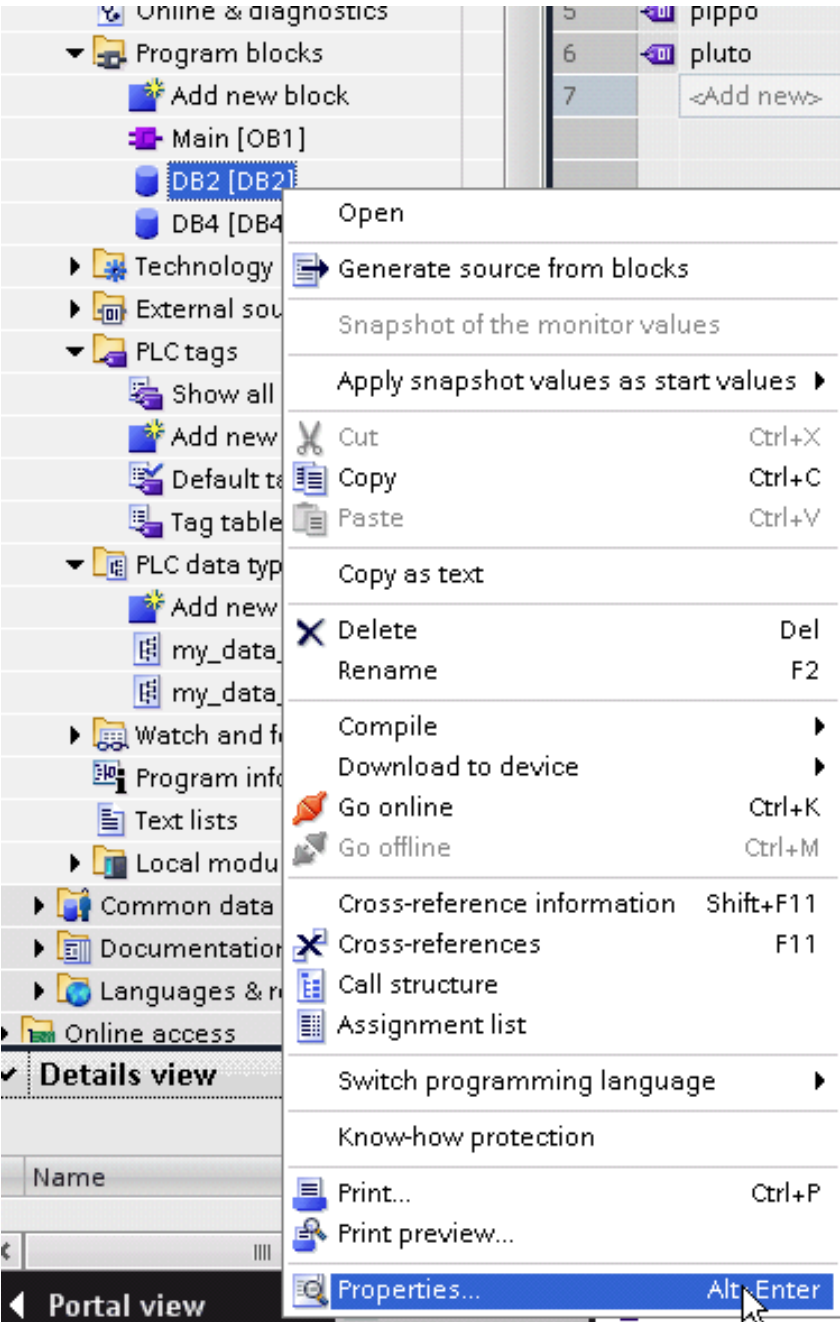 Online & diagnostics
Program blocks
Add new block
Main [OB1]
DB2 [DB2]
DB4 [DB4
Technology
External sou
PLC tags
Show all
Add new
Default ta
Tag table
PLC data typ
Add new
my_data_
my_data_
Watch and fo
Program info
Text lists
Local modu
Common data
Documentation
Languages & re
Online access
Details view
Name
Portal view
5 pippo
6 pluto
7 <Add new>
Open
Generate source from blocks
Snapshot of the monitor values
Apply snapshot values as start values
Cut Ctrl+X
Copy Ctrl+C
Paste Ctrl+V
Copy as text
Delete Del
Rename F2
Compile
Download to device
Go online Ctrl+K
Go offline Ctrl+M
Cross-reference information Shift+F11
Cross-references F11
Call structure
Assignment list
Switch programming language
Know-how protection
Print... Ctrl+P
Print preview...
Properties... Alt+Enter